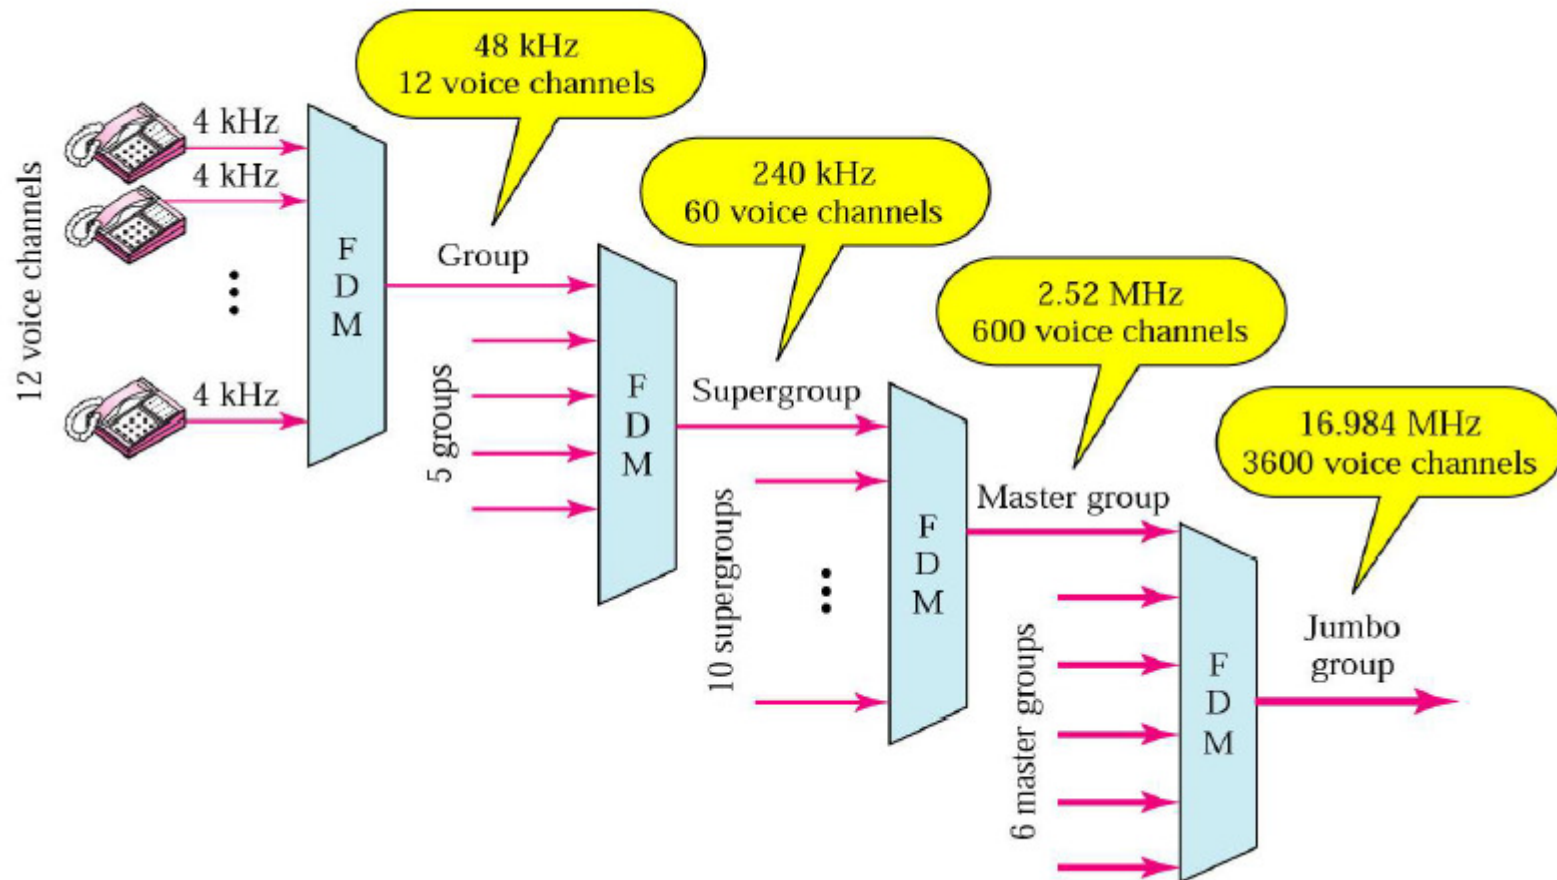 48 kHz
12 voice channels
4 kHz
4 kHz
4 kHz
12 voice channels
F
D
M
Group
240 kHz
60 voice channels
5 groups
F
D
M
Supergroup
2.52 MHz
600 voice channels
10 supergroups
F
D
M
Master group
16.984 MHz
3600 voice channels
6 master groups
F
D
M
Jumbo
group